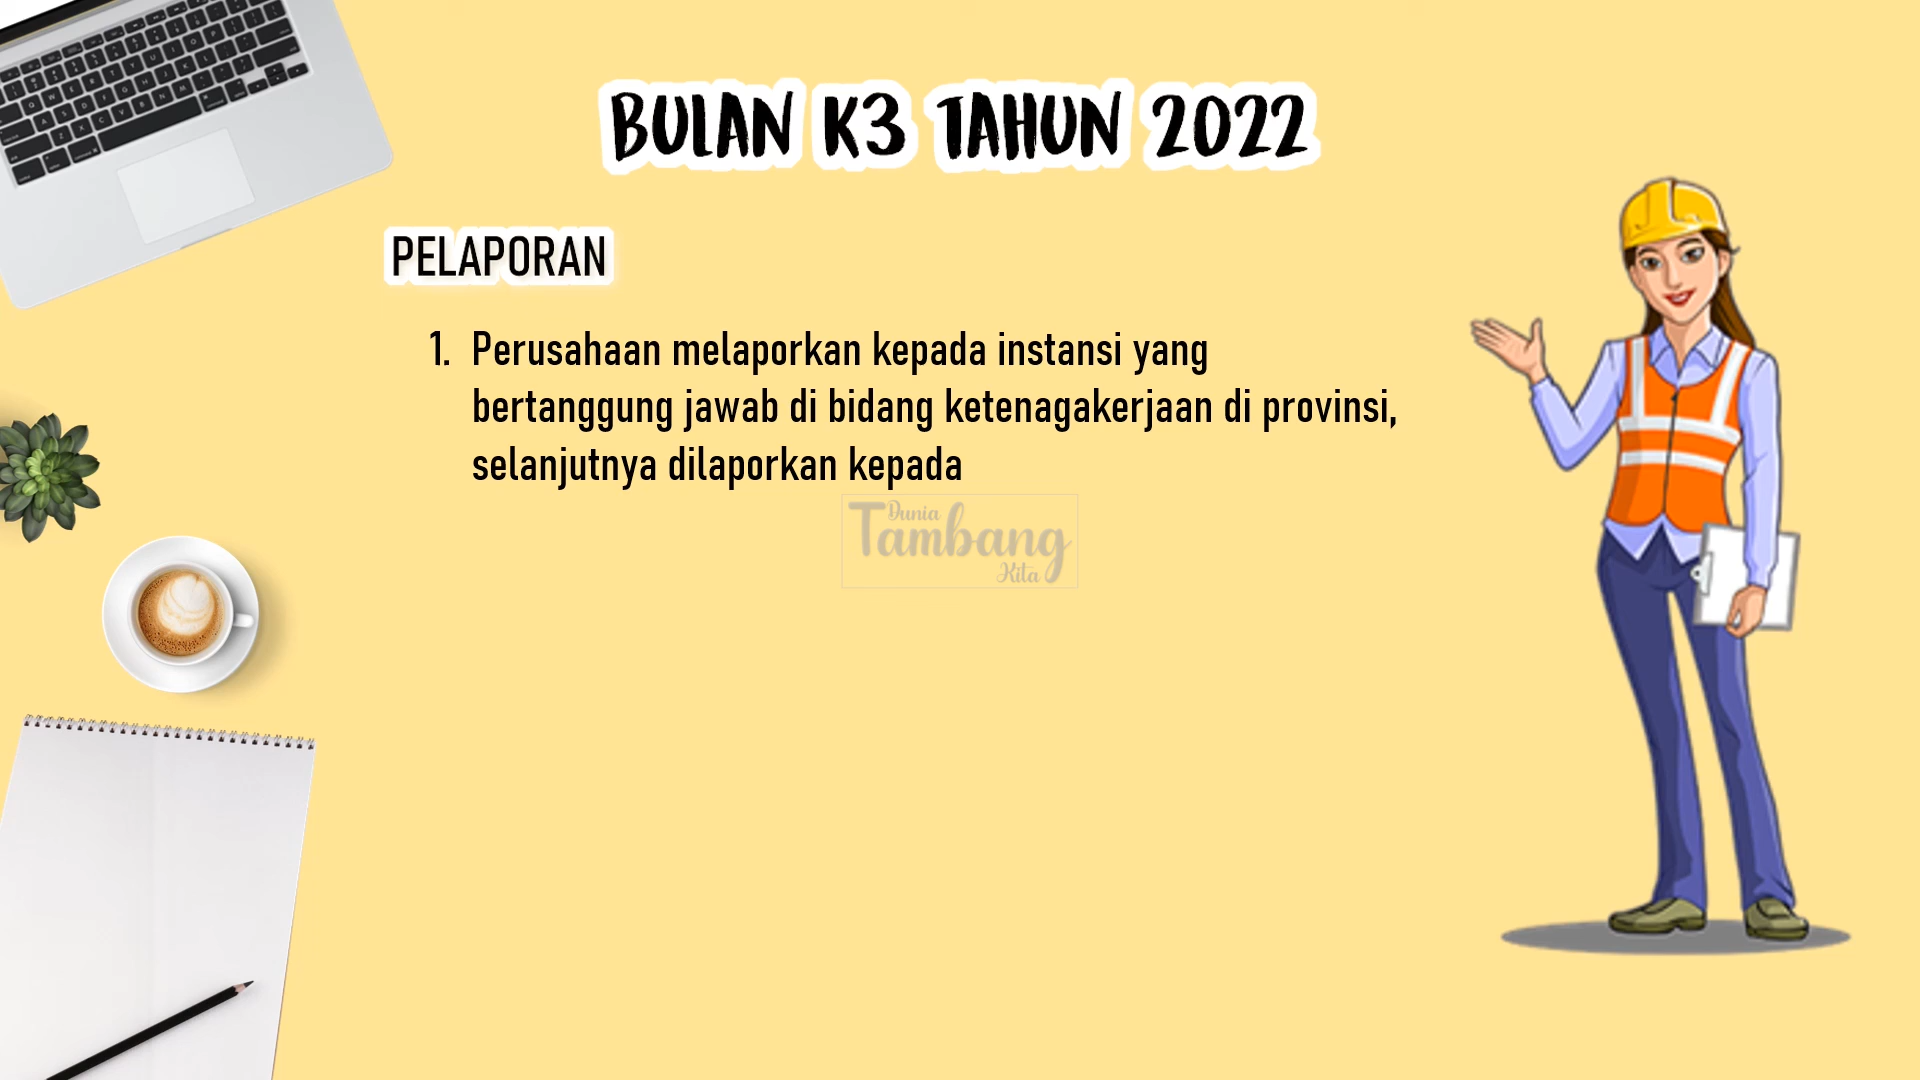 BULAN K3 TAHUN 2022
PELAPORAN
1. Perusahaan melaporkan kepada instansi yang
bertanggung jawab di bidang ketenagakerjaan di provinsi,
selanjutnya dilaporkan kepada
Dunia
Tambang
Kita